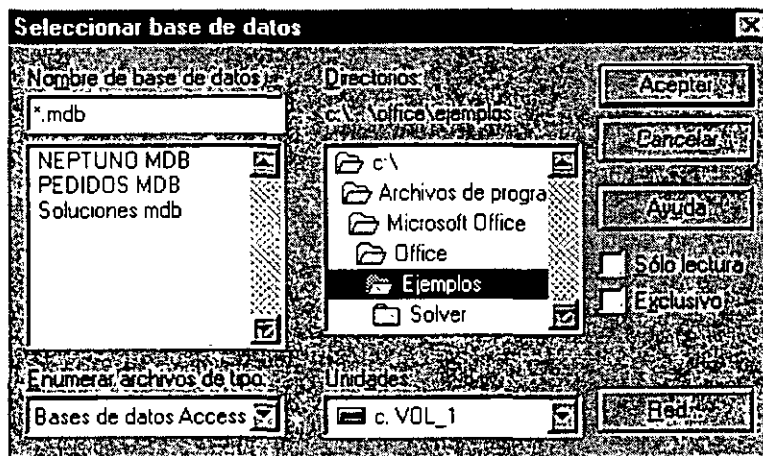 Seleccionar base de datos
Nombre de base de datos:
*.mdb
NEPTUNO MDB
PEDIDOS MDB
Soluciones mdb
Enumerar archivos de tipo:
Bases de datos Access
Directorios:
c:\...\office\ejemplos
c:\
Archivos de progra
Microsoft Office
Office
Ejemplos
Solver
Unidades:
c. VOL_1
Aceptar
Cancelar
Ayuda
Sólo lectura
Exclusivo
Red...